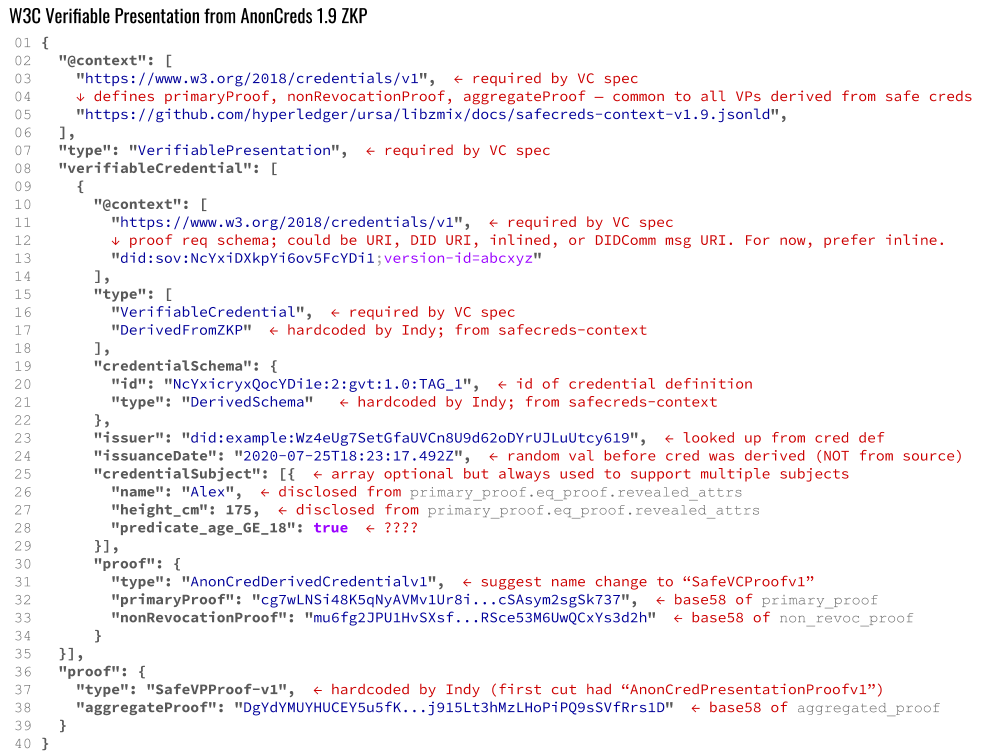 W3C Verifiable Presentation from AnonCreds 1.9 ZKP
01 {
02 "@context": [
03 "https://www.w3.org/2018/credentials/v1", ← required by VC spec
04 ↓ defines primaryProof, nonRevocationProof, aggregateProof — common to all VPs derived from safe creds
05 "https://github.com/hyperledger/ursa/libzmix/docs/safecreds-context-v1.9.jsonld",
06 ],
07 "type": "VerifiablePresentation", ← required by VC spec
08 "verifiableCredential": [
09 {
10 "@context": [
11 "https://www.w3.org/2018/credentials/v1", ← required by VC spec
12 ↓ proof req schema; could be URI, DID URI, inlined, or DIDComm msg URI. For now, prefer inline.
13 "did:sov:NcYxiDXkpYi6ov5FcYDi1;version-id=abcxyz"
14 ],
15 "type": [
16 "VerifiableCredential", ← required by VC spec
17 "DerivedFromZKP" ← hardcoded by Indy; from safecreds-context
18 ],
19 "credentialSchema": {
20 "id": "NcYxicryxQocYDi1e:2:gvt:1.0:TAG_1", ← id of credential definition
21 "type": "DerivedSchema" ← hardcoded by Indy; from safecreds-context
22 },
23 "issuer": "did:example:Wz4eUg7SetGfaUVCn8U9d62oDYrUJLuUtcy619", ← looked up from cred def
24 "issuanceDate": "2020-07-25T18:23:17.492Z", ← random val before cred was derived (NOT from source)
25 "credentialSubject": [{ ← array optional but always used to support multiple subjects
26 "name": "Alex", ← disclosed from primary_proof.eq_proof.revealed_attrs
27 "height_cm": 175, ← disclosed from primary_proof.eq_proof.revealed_attrs
28 "predicate_age_GE_18": true ← ????
29 }],
30 "proof": {
31 "type": "AnonCredDerivedCredentialv1", ← suggest name change to “SafeVCProofv1”
32 "primaryProof": "cg7wLNSi48K5qNyAVMv1Ur8i...cSAsym2sgSk737", ← base58 of primary_proof
33 "nonRevocationProof": "mu6fg2JPU1HvSXsf...RSce53M6UwQCxYs3d2h" ← base58 of non_revoc_proof
34 }
35 }],
36 "proof": {
37 "type": "SafeVPProof-v1", ← hardcoded by Indy (first cut had “AnonCredPresentationProofv1”)
38 "aggregateProof": "DgYdYMUYHUCEY5u5fK...j915Lt3hMzLHoPiPQ9sSVfRrs1D" ← base58 of aggregated_proof
39 }
40 }